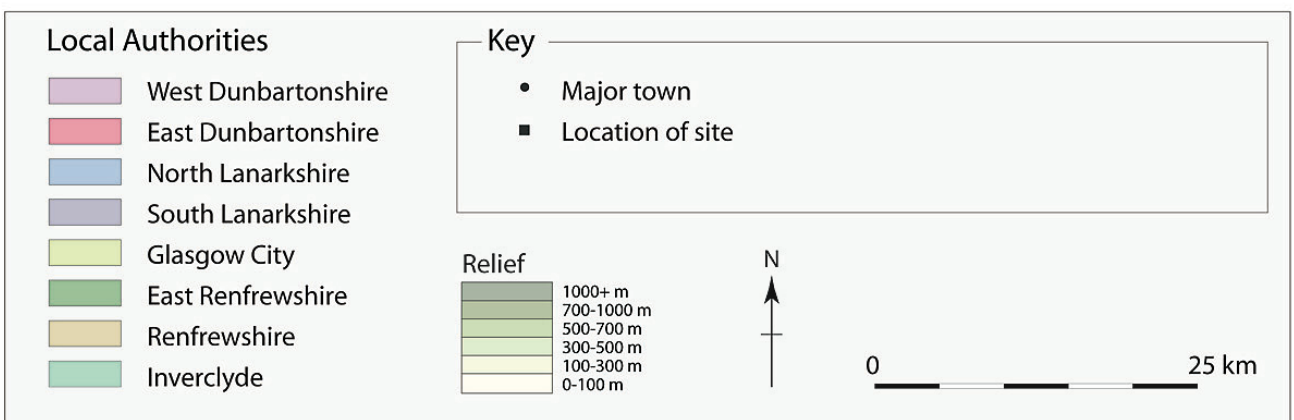 Local Authorities
West Dunbartonshire
East Dunbartonshire
North Lanarkshire
South Lanarkshire
Glasgow City
East Renfrewshire
Renfrewshire
Inverclyde
Key
Major town
Location of site
Relief
1000+ m
700-1000 m
500-700 m
300-500 m
100-300 m
0-100 m
N
0 25 km